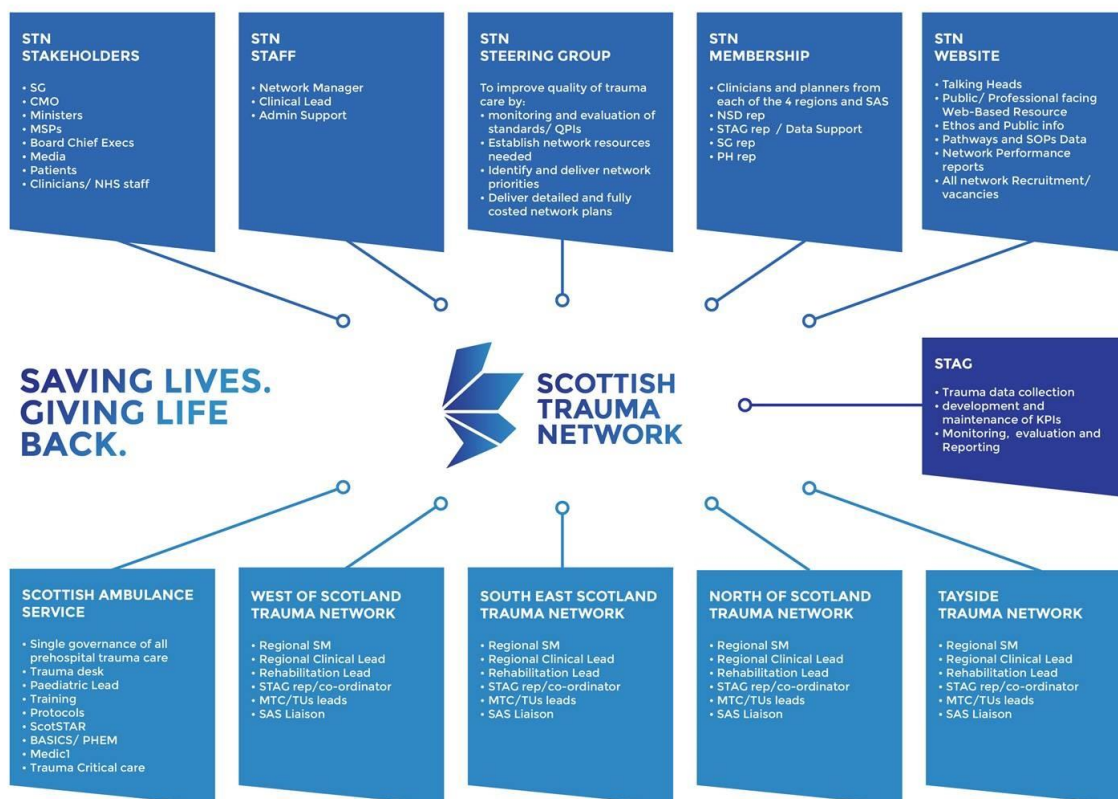 STN
STAKEHOLDERS
• SG
• CMO
• Ministers
• MSPs
• Board Chief Execs
• Media
• Patients
• Clinicians/ NHS staff
STN
STAFF
• Network Manager
• Clinical Lead
• Admin Support
STN
STEERING GROUP
To improve quality of trauma
care by:
• monitoring and evaluation of
standards/ QPIs
• Establish network resources
needed
• Identify and deliver network
priorities
• Deliver detailed and fully
costed network plans
STN
MEMBERSHIP
• Clinicians and planners from
each of the 4 regions and SAS
• NSD rep
• STAG rep / Data Support
• SG rep
• PH rep
STN
WEBSITE
• Talking Heads
• Public/ Professional facing
Web-Based Resource
• Ethos and Public info
• Pathways and SOPs Data
• Network Performance
reports
• All network Recruitment/
vacancies
SAVING LIVES.
GIVING LIFE
BACK.
SCOTTISH
TRAUMA
NETWORK
STAG
• Trauma data collection
• development and
maintenance of KPIs
• Monitoring, evaluation and
Reporting
SCOTTISH AMBULANCE
SERVICE
• Single governance of all
prehospital trauma care
• Trauma desk
• Paediatric Lead
• Training
• Protocols
• ScotSTAR
• BASICS/ PHEM
• Medic1
• Trauma Critical care
WEST OF SCOTLAND
TRAUMA NETWORK
• Regional SM
• Regional Clinical Lead
• Rehabilitation Lead
• STAG rep/co-ordinator
• MTC/TUs leads
• SAS Liaison
SOUTH EAST SCOTLAND
TRAUMA NETWORK
• Regional SM
• Regional Clinical Lead
• Rehabilitation Lead
• STAG rep/co-ordinator
• MTC/TUs leads
• SAS Liaison
NORTH OF SCOTLAND
TRAUMA NETWORK
• Regional SM
• Regional Clinical Lead
• Rehabilitation Lead
• STAG rep/co-ordinator
• MTC/TUs leads
• SAS Liaison
TAYSIDE
TRAUMA NETWORK
• Regional SM
• Regional Clinical Lead
• Rehabilitation Lead
• STAG rep/co-ordinator
• MTC/TUs leads
• SAS Liaison